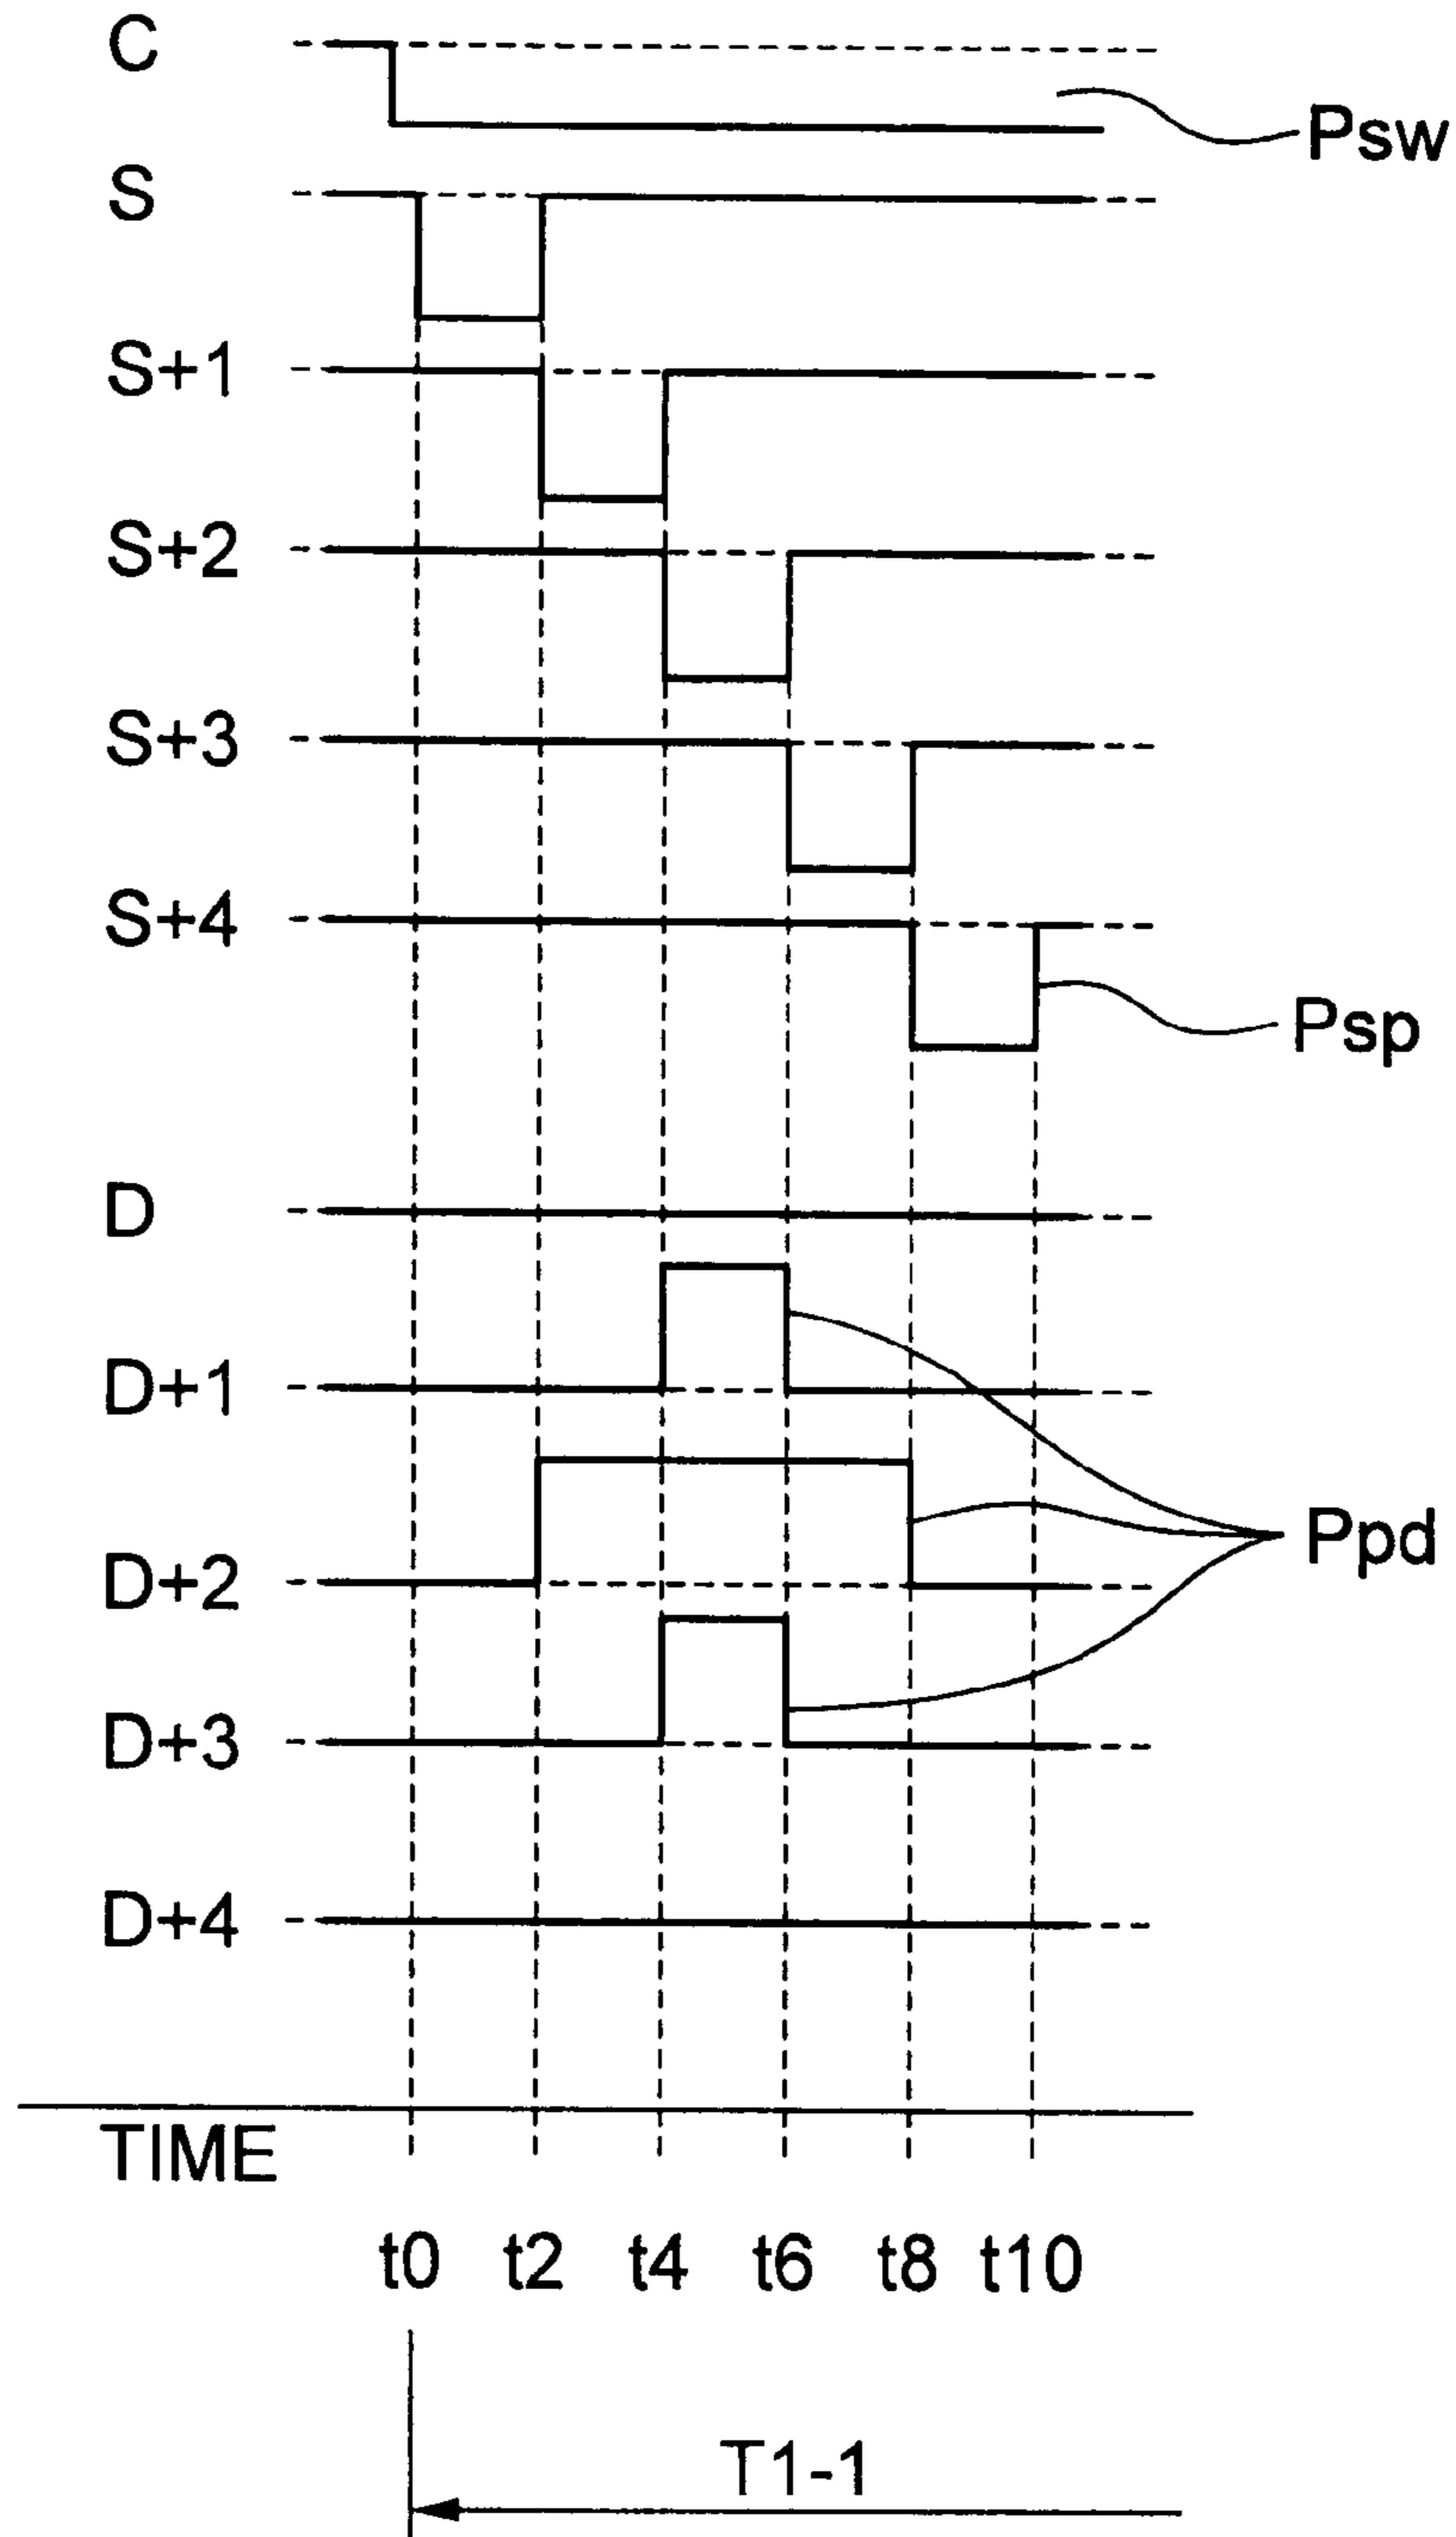 C
Psw
S
S+1
S+2
S+3
S+4
Psp
D
D+1
D+2
Ppd
D+3
D+4
TIME
t0 t2 t4 t6 t8 t10
T1-1